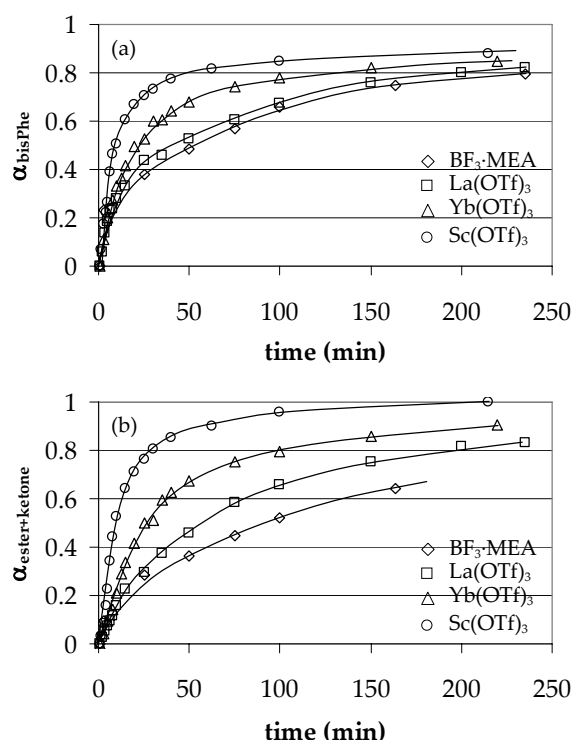 (a)
1
0.8
0.6
0.4
0.2
0
α bisPhe
BF₃·MEA
La(OTf)₃
Yb(OTf)₃
Sc(OTf)₃
0 50 100 150 200 250
time (min)
(b)
1
0.8
0.6
0.4
0.2
0
α ester+ketone
BF₃·MEA
La(OTf)₃
Yb(OTf)₃
Sc(OTf)₃
0 50 100 150 200 250
time (min)